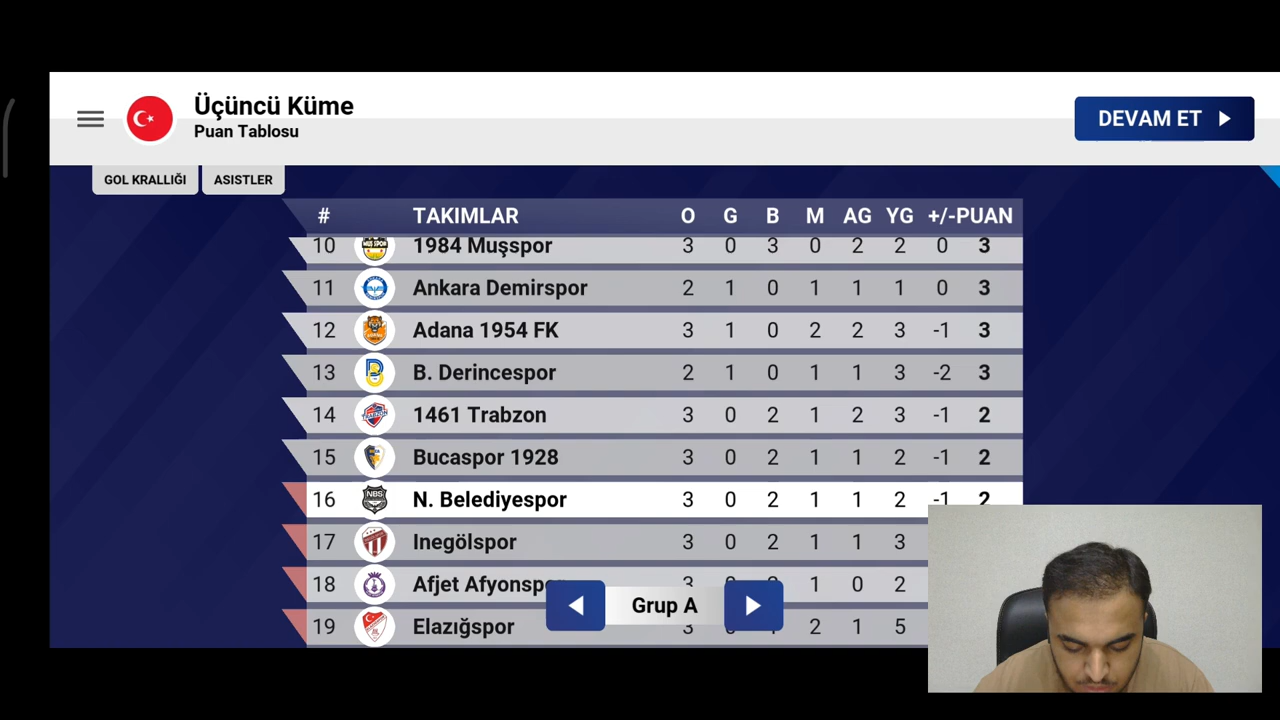 Üçüncü Küme
Puan Tablosu
DEVAM ET
GOL KRALLIĞI ASISTLER
# TAKIMLAR O G B M AG YG +/- PUAN
10 1984 Muşspor 3 0 3 0 2 2 0 3
11 Ankara Demirspor 2 1 0 1 1 1 0 3
12 Adana 1954 FK 3 1 0 2 2 3 -1 3
13 B. Derincespor 2 1 0 1 1 3 -2 3
14 1461 Trabzon 3 0 2 1 2 3 -1 2
15 Bucaspor 1928 3 0 2 1 1 2 -1 2
16 NBS N. Belediyespor 3 0 2 1 1 2 -1 2
17 Inegölspor 3 0 2 1 1 3
18 Afjet Afyonspor 3 1 0 2
Grup A
19 Elazığspor 3 2 1 5